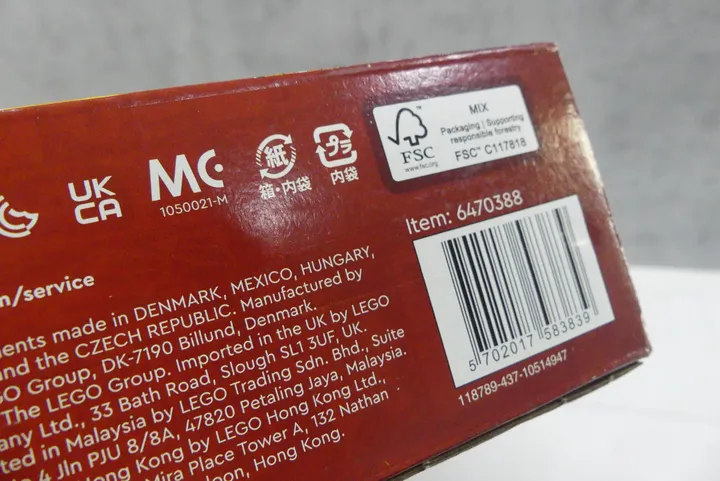 MIX
Packaging | Supporting
responsible forestry
FSC™ C117818
FSC
www.fsc.org
UK
CA
MC
1050021-M
紙
箱・内袋
プラ
内袋
Item: 6470388
5 702017 583839
118789-437-10514947
n/service
ents made in DENMARK, MEXICO, HUNGARY,
nd the CZECH REPUBLIC. Manufactured by
GO Group, DK-7190 Billund, Denmark.
The LEGO Group. Imported in the UK by LEGO
any Ltd., 33 Bath Road, Slough SL1 3UF, UK.
ted in Malaysia by LEGO Trading Sdn. Bhd., Suite
4 Jln PJU 8/8A, 47820 Petaling Jaya, Malaysia.
ng Kong by LEGO Hong Kong Ltd.,
Mira Place Tower A, 132 Nathan
loon, Hong Kong.